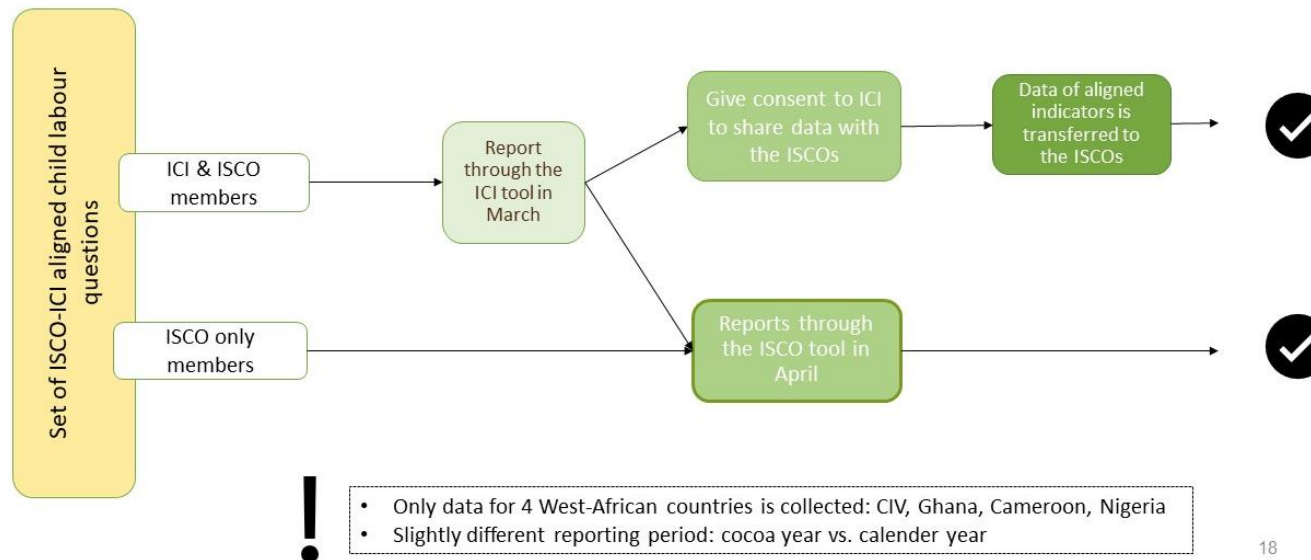 Set of ISCO-ICI aligned child labour
questions
ICI & ISCO
members
Report
through the
ICI tool in
March
Give consent to ICI
to share data with
the ISCOs
Data of aligned
indicators is
transferred to
the ISCOs
ISCO only
members
Reports through
the ISCO tool in
April
!
• Only data for 4 West-African countries is collected: CIV, Ghana, Cameroon, Nigeria
• Slightly different reporting period: cocoa year vs. calender year
18